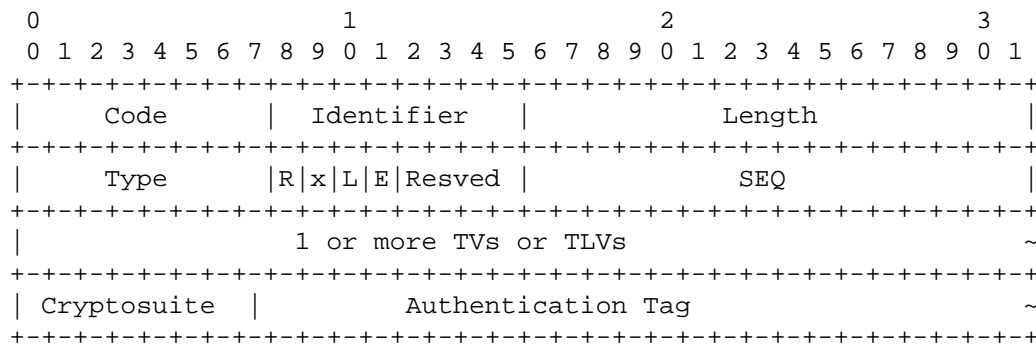 0                   1                   2                   3
 0 1 2 3 4 5 6 7 8 9 0 1 2 3 4 5 6 7 8 9 0 1 2 3 4 5 6 7 8 9 0 1
+-+-+-+-+-+-+-+-+-+-+-+-+-+-+-+-+-+-+-+-+-+-+-+-+-+-+-+-+-+-+-+-+
|     Code      |  Identifier   |            Length             |
+-+-+-+-+-+-+-+-+-+-+-+-+-+-+-+-+-+-+-+-+-+-+-+-+-+-+-+-+-+-+-+-+
|     Type      |R|x|L|E|Resved |             SEQ               |
+-+-+-+-+-+-+-+-+-+-+-+-+-+-+-+-+-+-+-+-+-+-+-+-+-+-+-+-+-+-+-+-+
|                 1 or more TVs or TLVs                         ~
+-+-+-+-+-+-+-+-+-+-+-+-+-+-+-+-+-+-+-+-+-+-+-+-+-+-+-+-+-+-+-+-+
| Cryptosuite  |         Authentication Tag                     ~
+-+-+-+-+-+-+-+-+-+-+-+-+-+-+-+-+-+-+-+-+-+-+-+-+-+-+-+-+-+-+-+-+